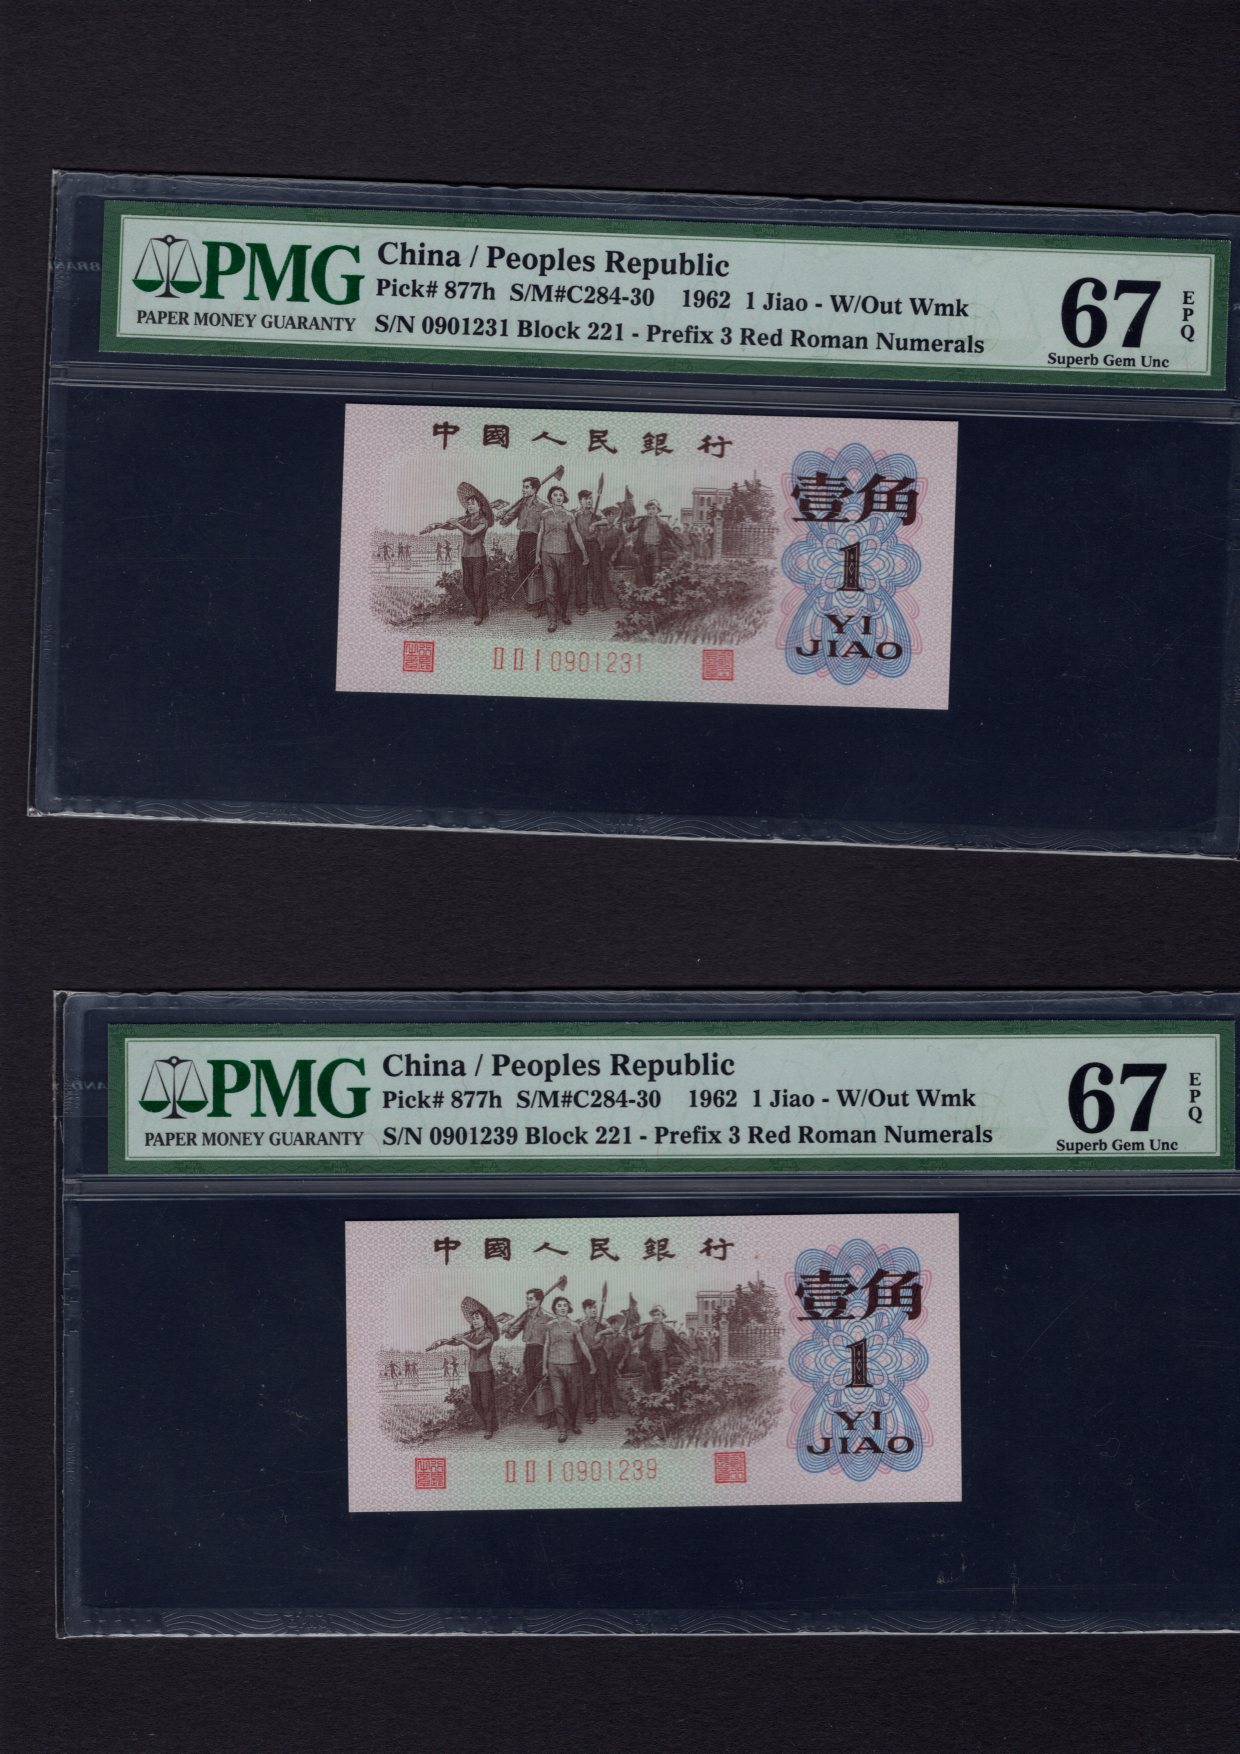 PMG
PAPER MONEY GUARANTY
China / Peoples Republic
Pick# 877h S/M#C284-30 1962 1 Jiao - W/Out Wmk
S/N 0901231 Block 221 - Prefix 3 Red Roman Numerals
67
EPQ
Superb Gem Unc
中國人民銀行
壹角
1
YI
JIAO
II II I 0901231
PMG
PAPER MONEY GUARANTY
China / Peoples Republic
Pick# 877h S/M#C284-30 1962 1 Jiao - W/Out Wmk
S/N 0901239 Block 221 - Prefix 3 Red Roman Numerals
67
EPQ
Superb Gem Unc
中國人民銀行
壹角
1
YI
JIAO
II II I 0901239